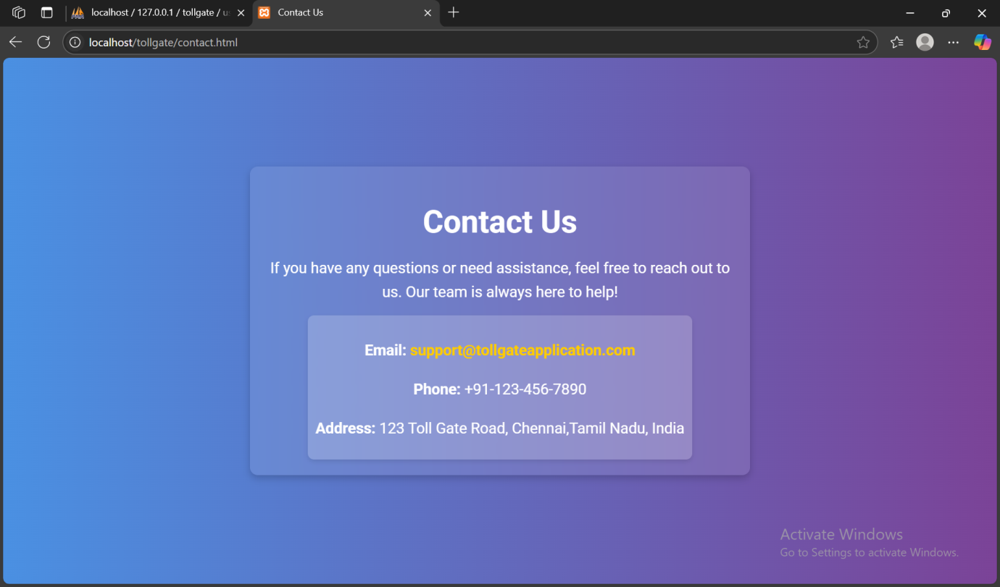 localhost / 127.0.0.1 / tollgate / us
Contact Us
localhost/tollgate/contact.html
Contact Us
If you have any questions or need assistance, feel free to reach out to
us. Our team is always here to help!
Email: support@tollgateapplication.com
Phone: +91-123-456-7890
Address: 123 Toll Gate Road, Chennai,Tamil Nadu, India
Activate Windows
Go to Settings to activate Windows.